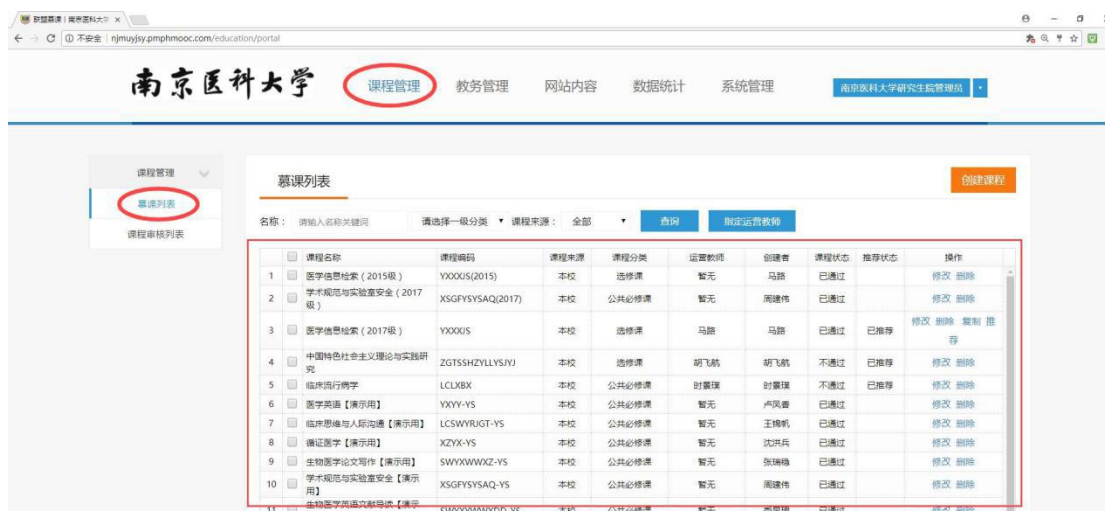 联盟慕课 | 南京医科大学
不安全 | njmuyjsy.pmphmooc.com/education/portal
南京医科大学 课程管理 教务管理 网站内容 数据统计 系统管理 南京医科大学研究生院管理员
课程管理
慕课列表
课程审核列表
慕课列表 创建课程
名称： 请输入名称关键词 请选择一级分类 课程来源： 全部 查询 指定运营教师
课程名称 课程编码 课程来源 课程分类 运营教师 创建者 课程状态 推荐状态 操作
1 医学信息检索（2015级） YXXXJS(2015) 本校 选修课 暂无 马路 已通过 修改 删除
2 学术规范与实验室安全（2017级） XSGFYSYSAQ(2017) 本校 公共必修课 暂无 周建伟 已通过 修改 删除
3 医学信息检索（2017级） YXXXJS 本校 选修课 马路 马路 已通过 已推荐 修改 删除 复制 推荐
4 中国特色社会主义理论与实践研究 ZGTSSHZYLLYSJYJ 本校 选修课 胡飞航 胡飞航 不通过 已推荐 修改 删除
5 临床流行病学 LCLXBX 本校 公共必修课 时景璞 时景璞 不通过 已推荐 修改 删除
6 医学英语【演示用】 YXYY-YS 本校 公共必修课 暂无 卢凤香 已通过 修改 删除
7 临床思维与人际沟通【演示用】 LCSWYRJGT-YS 本校 公共必修课 暂无 王锦帆 已通过 修改 删除
8 循证医学【演示用】 XZYX-YS 本校 公共必修课 暂无 沈洪兵 已通过 修改 删除
9 生物医学论文写作【演示用】 SWYXWWXZ-YS 本校 公共必修课 暂无 张瑞稳 已通过 修改 删除
10 学术规范与实验室安全【演示用】 XSGFYSYSAQ-YS 本校 公共必修课 暂无 周建伟 已通过 修改 删除
11 生物医学英语文献导读【演示